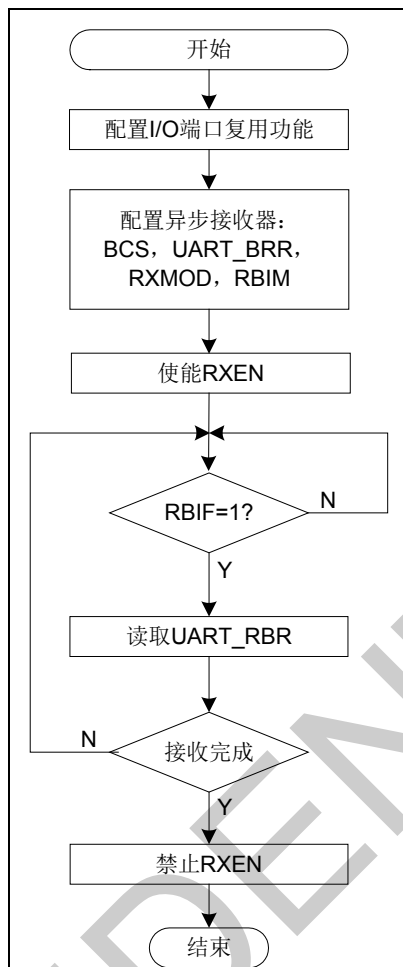 开始
配置I/O端口复用功能
配置异步接收器：
BCS，UART_BRR，
RXMOD，RBIM
使能RXEN
RBIF=1?
N
Y
读取UART_RBR
N
接收完成
Y
禁止RXEN
结束